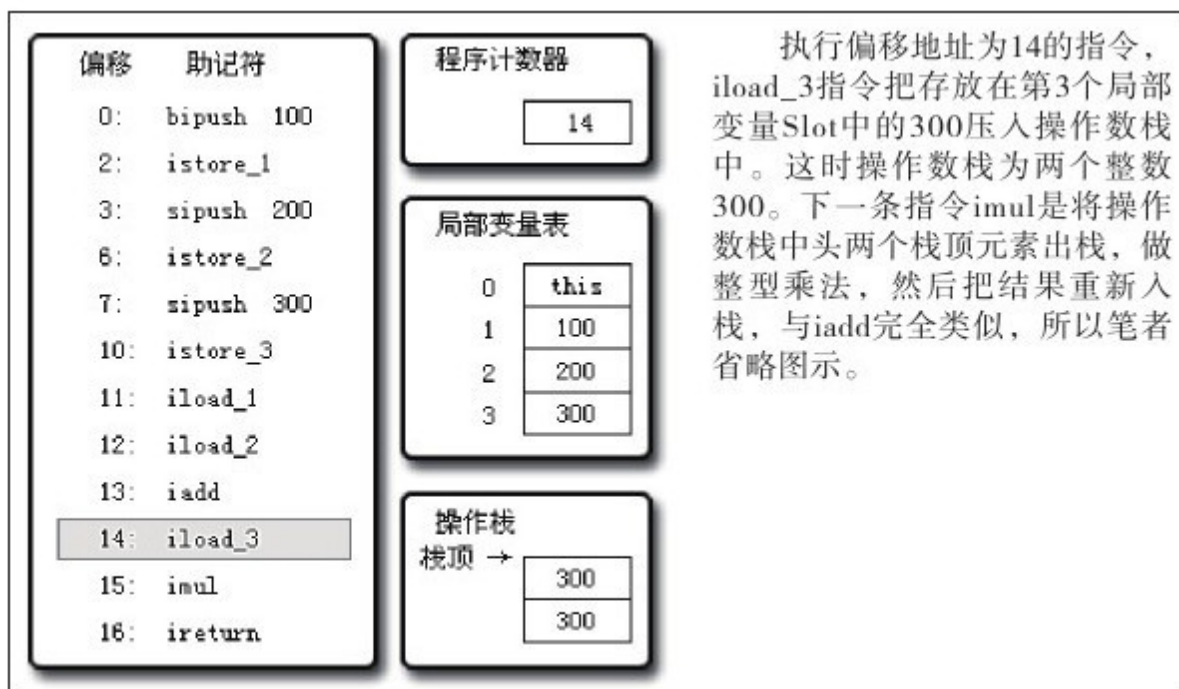 偏移 助记符
0: bipush 100
2: istore_1
3: sipush 200
6: istore_2
7: sipush 300
10: istore_3
11: iload_1
12: iload_2
13: iadd
14: iload_3
15: imul
16: ireturn
程序计数器
14
局部变量表
0 this
1 100
2 200
3 300
操作栈
栈顶 →
300
300
执行偏移地址为14的指令，
iload_3指令把存放在第3个局部
变量Slot中的300压入操作数栈
中。这时操作数栈为两个整数
300。下一条指令imul是将操作
数栈中头两个栈顶元素出栈，做
整型乘法，然后把结果重新入
栈，与iadd完全类似，所以笔者
省略图示。